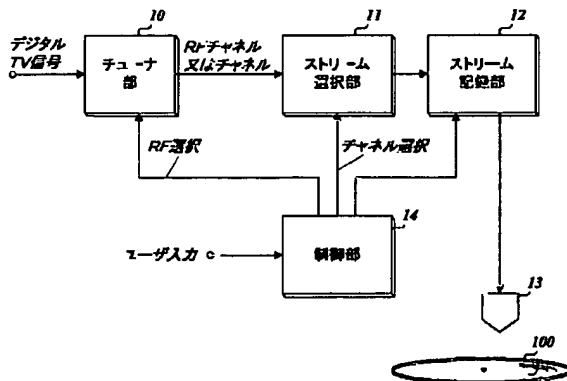 10
11
12
デジタル
TV信号
チューナ
部
RFチャネル
又はチャネル
ストリーム
選択部
ストリーム
記録部
RF選択
チャネル選択
14
ユーザ入力
制御部
13
100